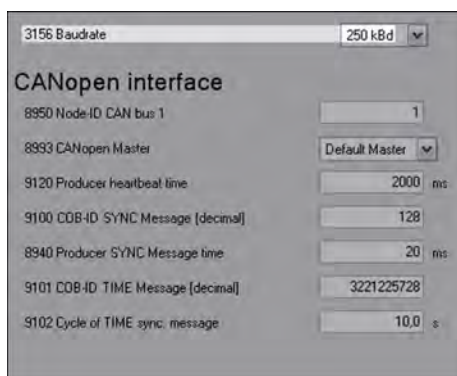 3156 Baudrate 250 kBd
CANopen interface
8950 Node-ID CAN bus 1 1
8993 CANopen Master Default Master
9120 Producer heartbeat time 2000 ms
9100 COB-ID SYNC Message [decimal] 128
8940 Producer SYNC Message time 20 ms
9101 COB-ID TIME Message [decimal] 3221225728
9102 Cycle of TIME sync. message 10,0 s